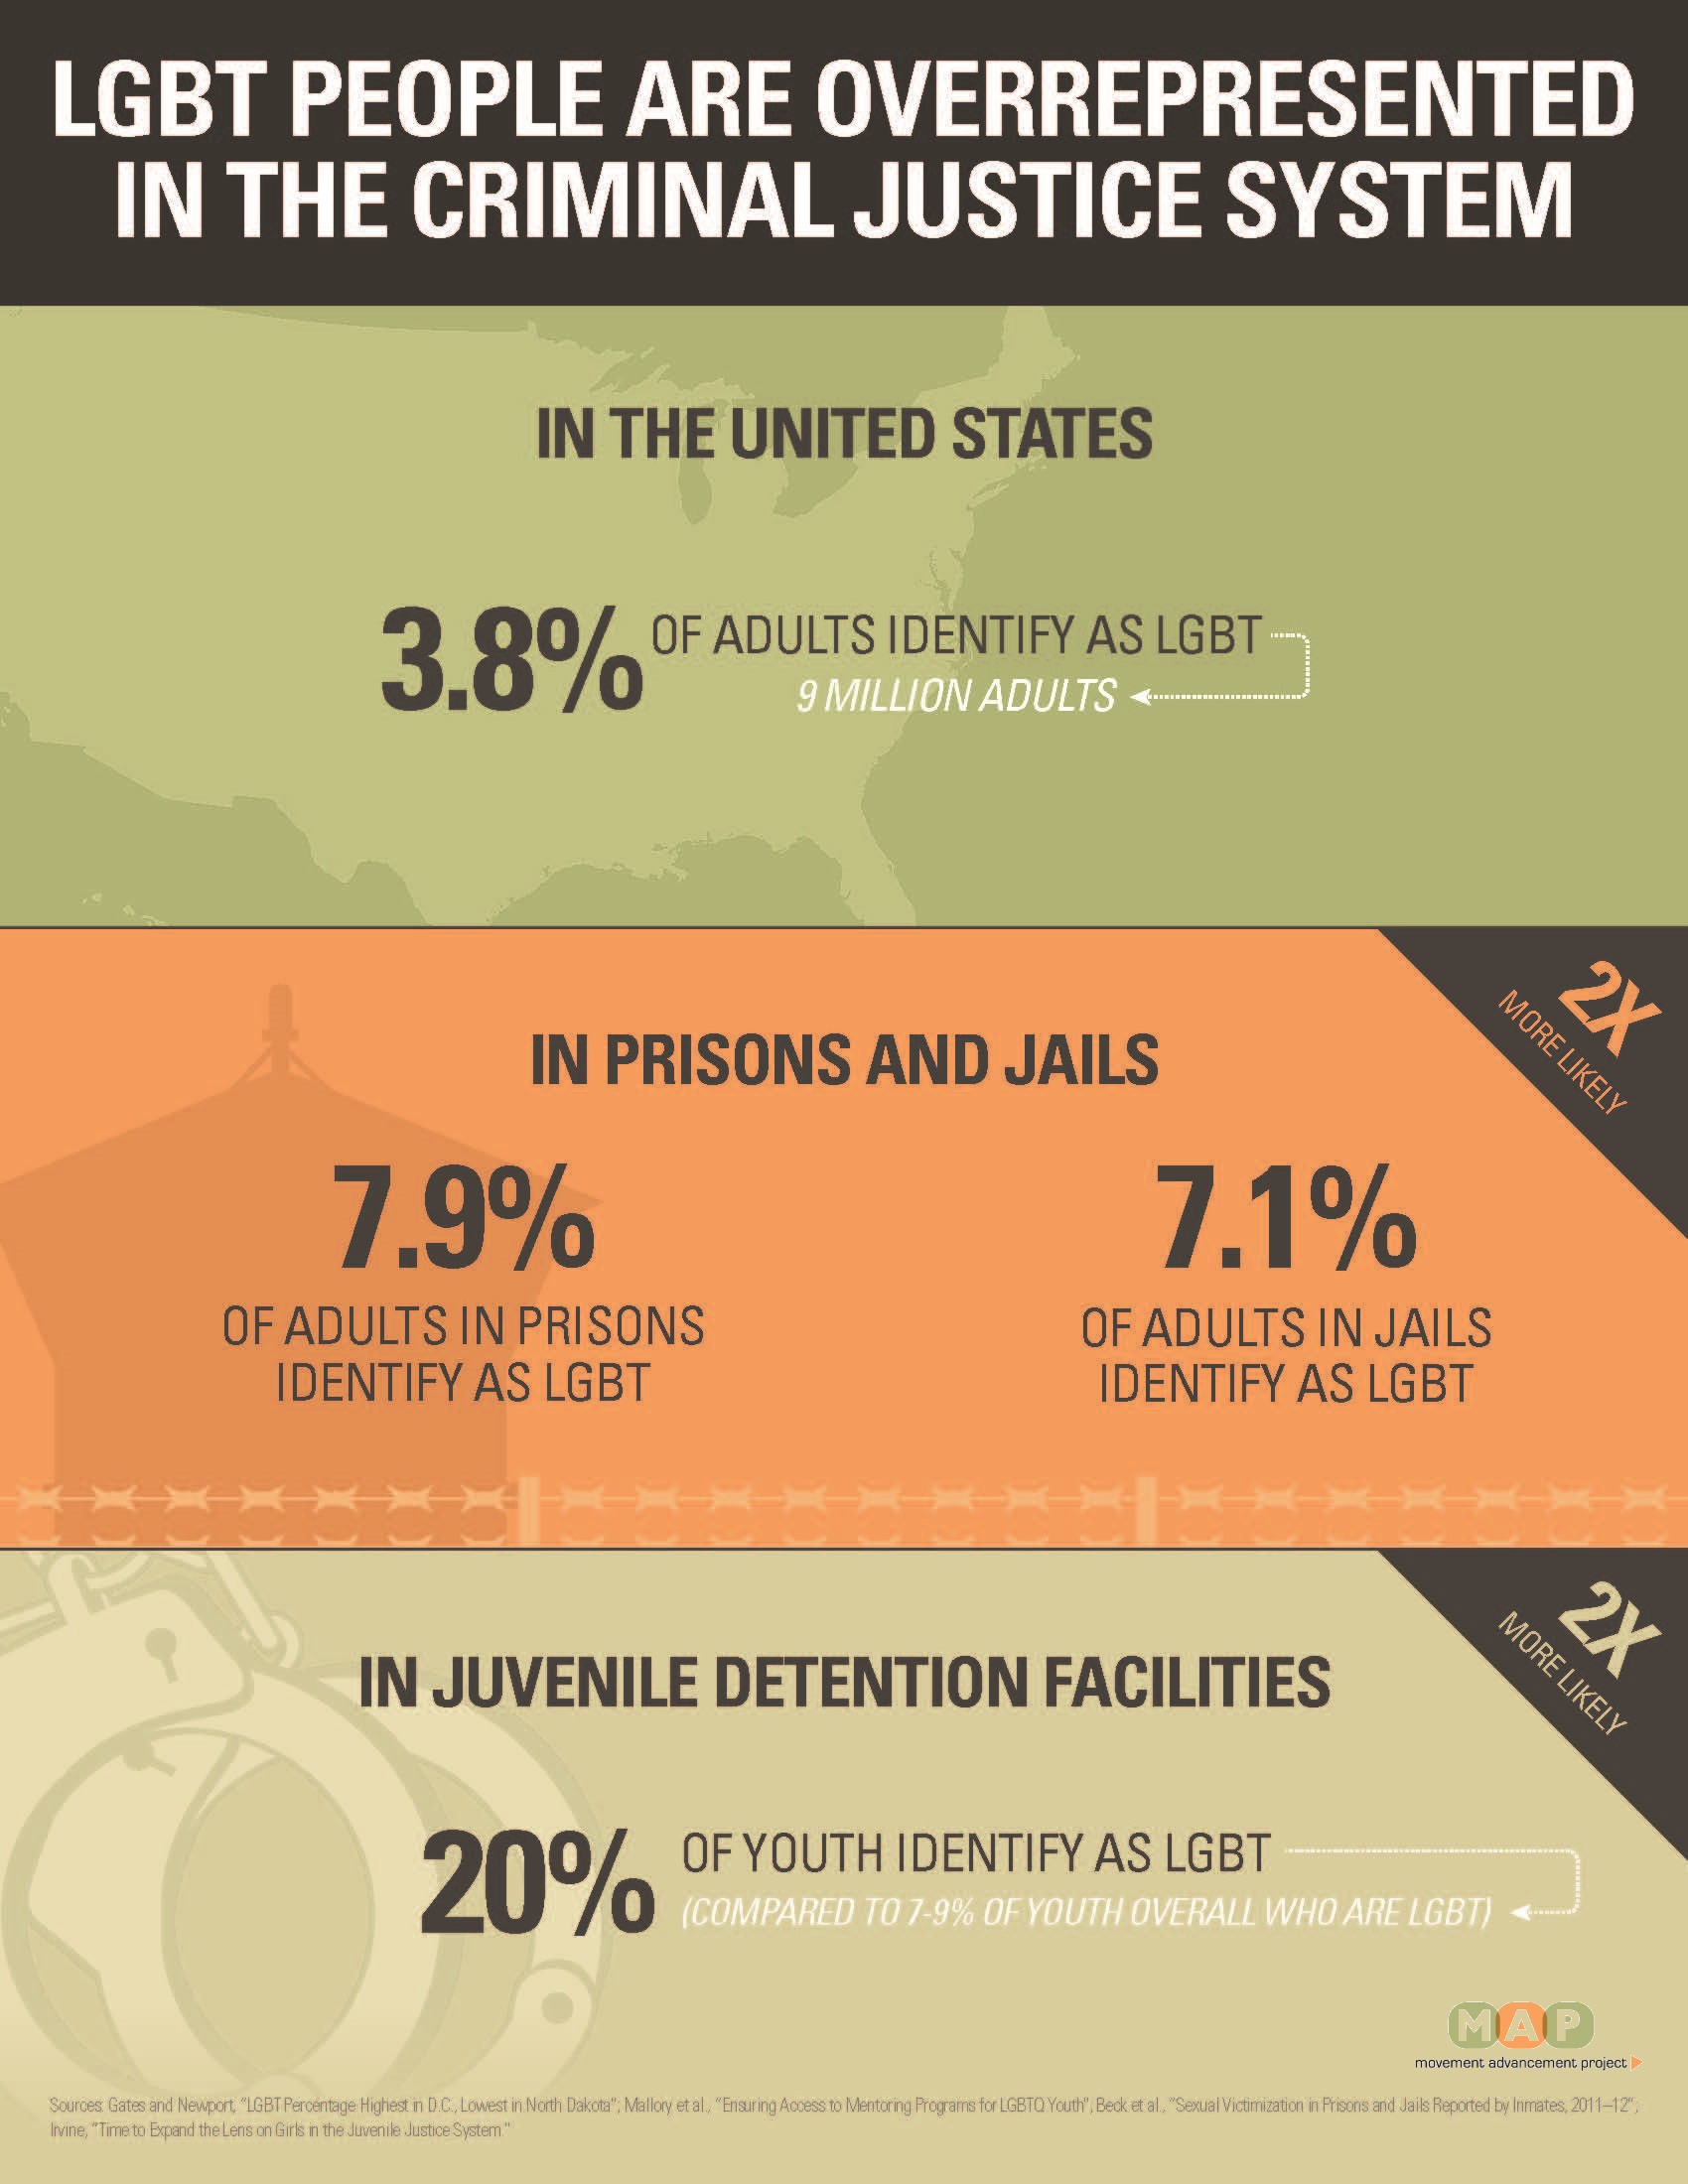 LGBT PEOPLE ARE OVERREPRESENTED
IN THE CRIMINAL JUSTICE SYSTEM
IN THE UNITED STATES
3.8% OF ADULTS IDENTIFY AS LGBT
9 MILLION ADULTS
2X
MORE LIKELY
IN PRISONS AND JAILS
7.9%
OF ADULTS IN PRISONS
IDENTIFY AS LGBT
7.1%
OF ADULTS IN JAILS
IDENTIFY AS LGBT
2X
MORE LIKELY
IN JUVENILE DETENTION FACILITIES
20% OF YOUTH IDENTIFY AS LGBT
(COMPARED TO 7-9% OF YOUTH OVERALL WHO ARE LGBT)
MAP
movement advancement project
Sources: Gates and Newport, "LGBT Percentage Highest in D.C., Lowest in North Dakota"; Mallory et al., "Ensuring Access to Mentoring Programs for LGBTQ Youth", Beck et al., "Sexual Victimization in Prisons and Jails Reported by Inmates, 2011–12";
Irvine, "Time to Expand the Lens on Girls in the Juvenile Justice System."